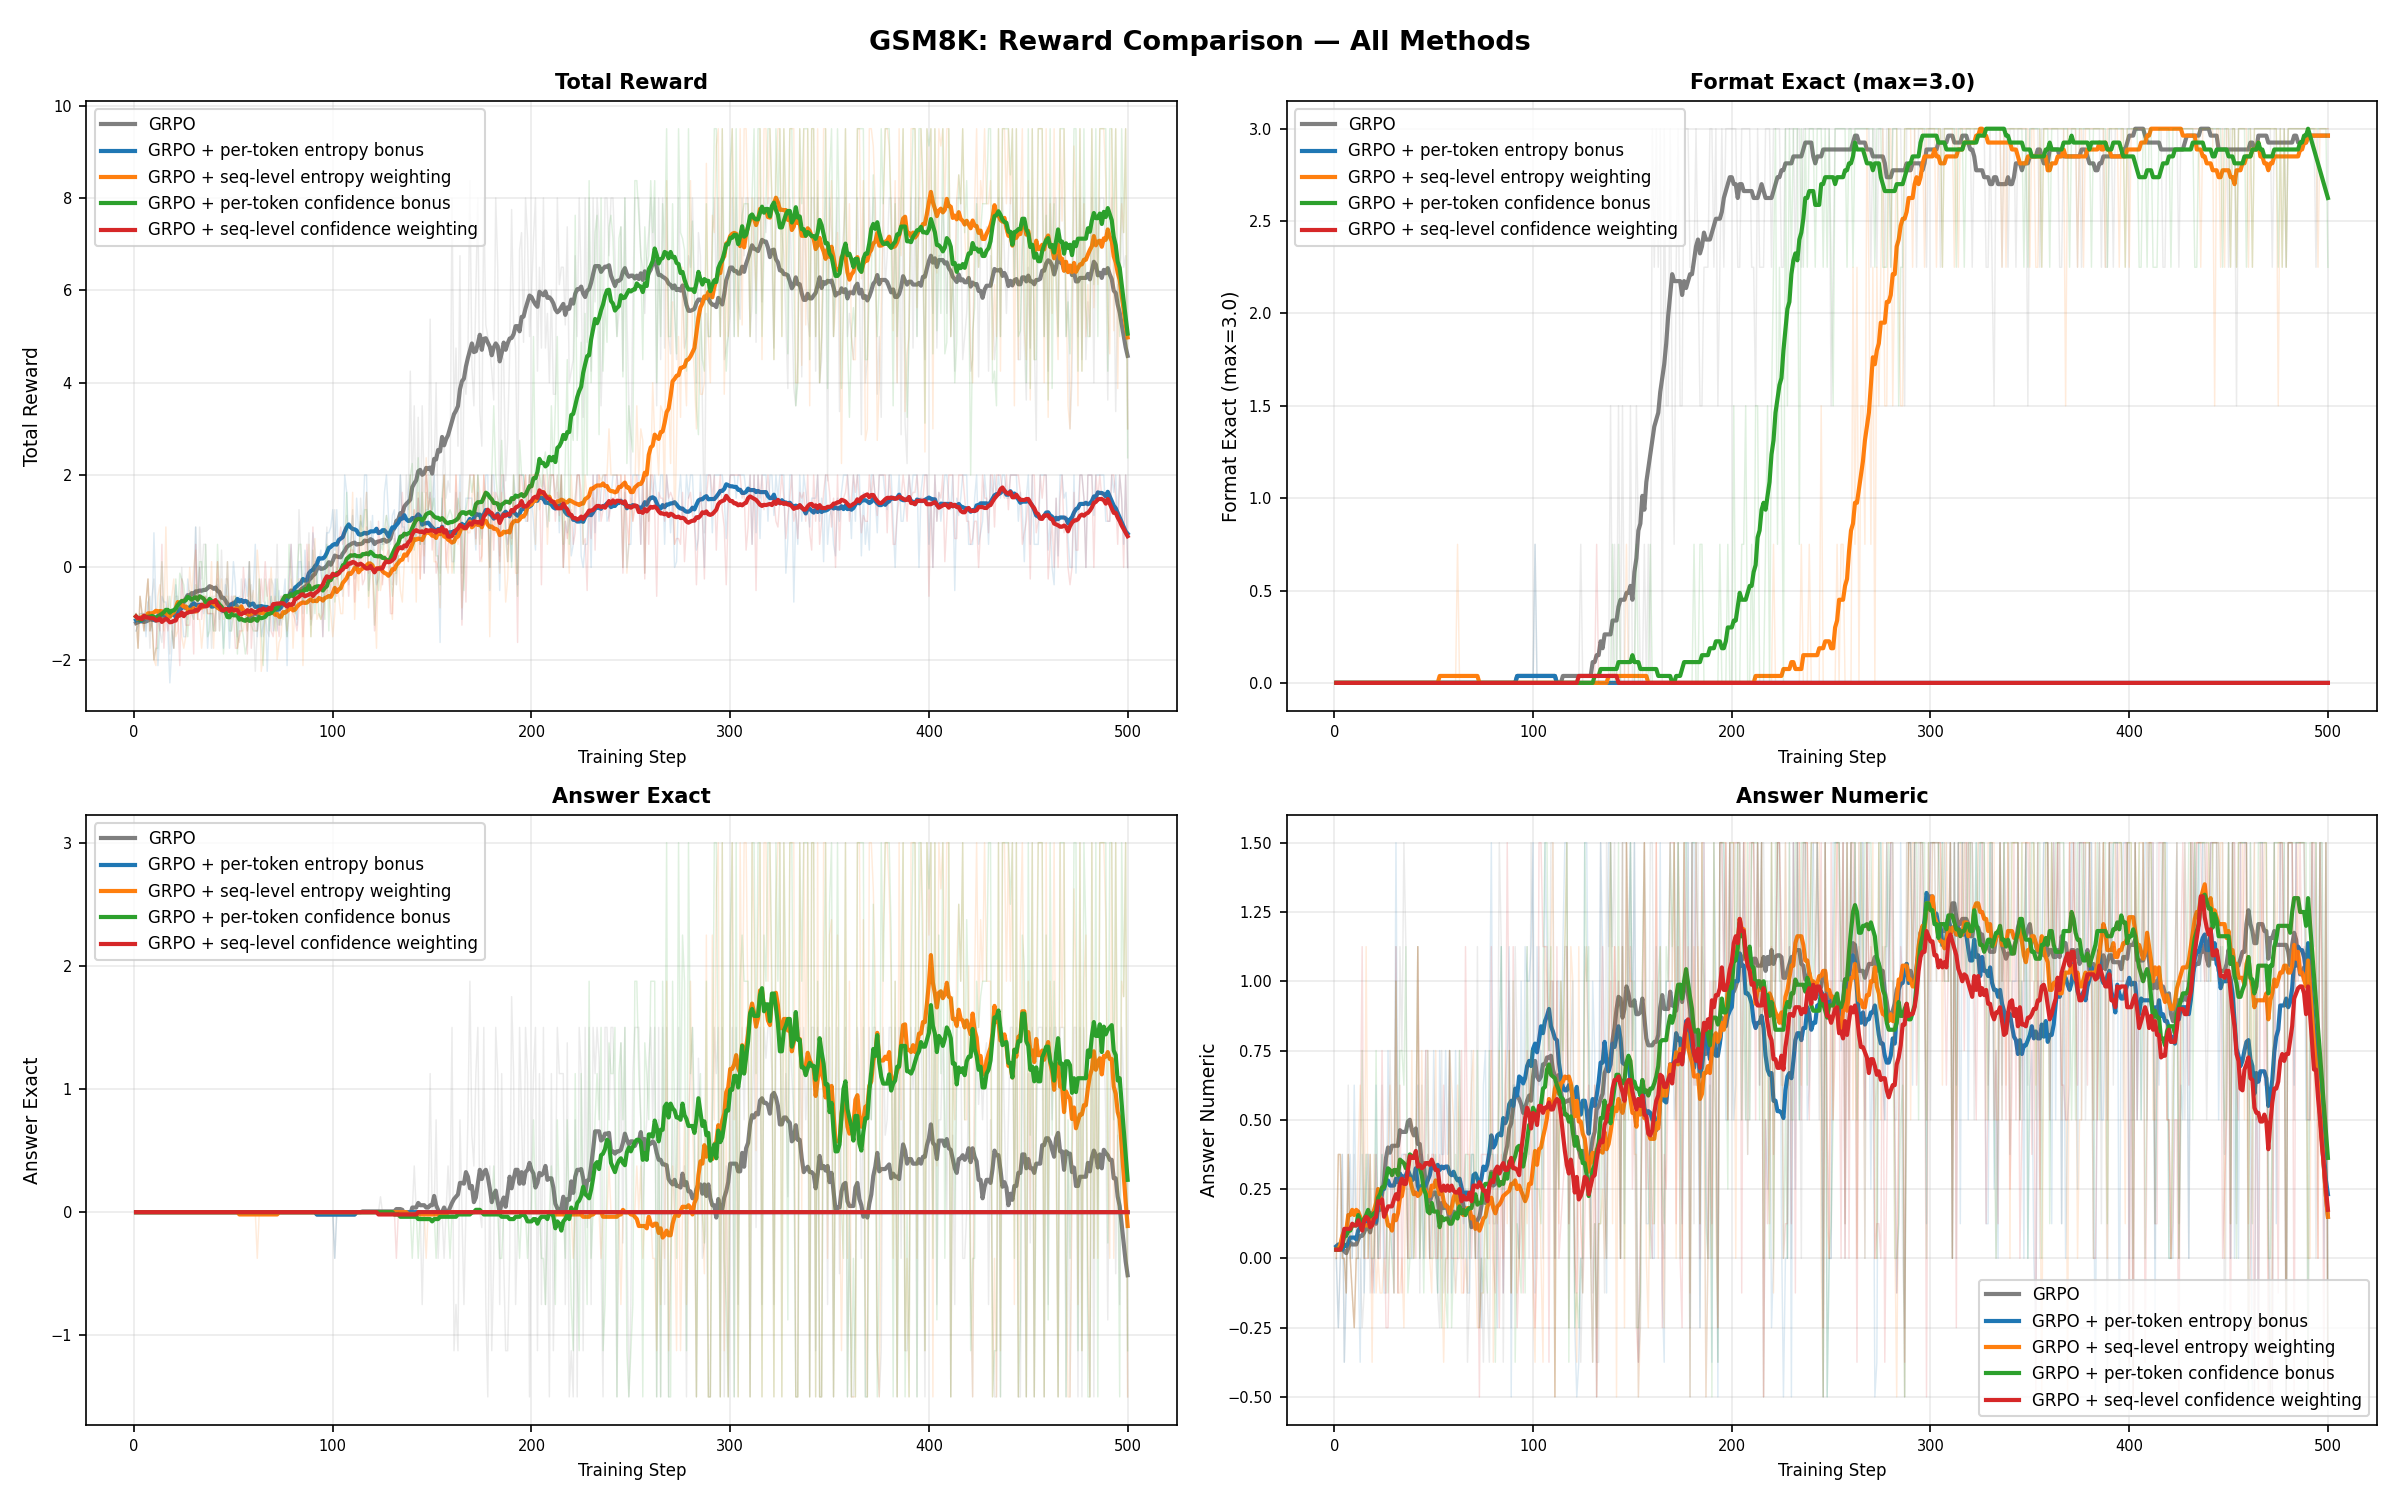 GSM8K: Reward Comparison — All Methods
Total Reward
10
8
6
4
2
0
−2
Total Reward
GRPO
GRPO + per-token entropy bonus
GRPO + seq-level entropy weighting
GRPO + per-token confidence bonus
GRPO + seq-level confidence weighting
0 100 200 300 400 500
Training Step
Format Exact (max=3.0)
3.0
2.5
2.0
1.5
1.0
0.5
0.0
Format Exact (max=3.0)
GRPO
GRPO + per-token entropy bonus
GRPO + seq-level entropy weighting
GRPO + per-token confidence bonus
GRPO + seq-level confidence weighting
0 100 200 300 400 500
Training Step
Answer Exact
3
2
1
0
−1
Answer Exact
GRPO
GRPO + per-token entropy bonus
GRPO + seq-level entropy weighting
GRPO + per-token confidence bonus
GRPO + seq-level confidence weighting
0 100 200 300 400 500
Training Step
Answer Numeric
1.50
1.25
1.00
0.75
0.50
0.25
0.00
−0.25
−0.50
Answer Numeric
GRPO
GRPO + per-token entropy bonus
GRPO + seq-level entropy weighting
GRPO + per-token confidence bonus
GRPO + seq-level confidence weighting
0 100 200 300 400 500
Training Step